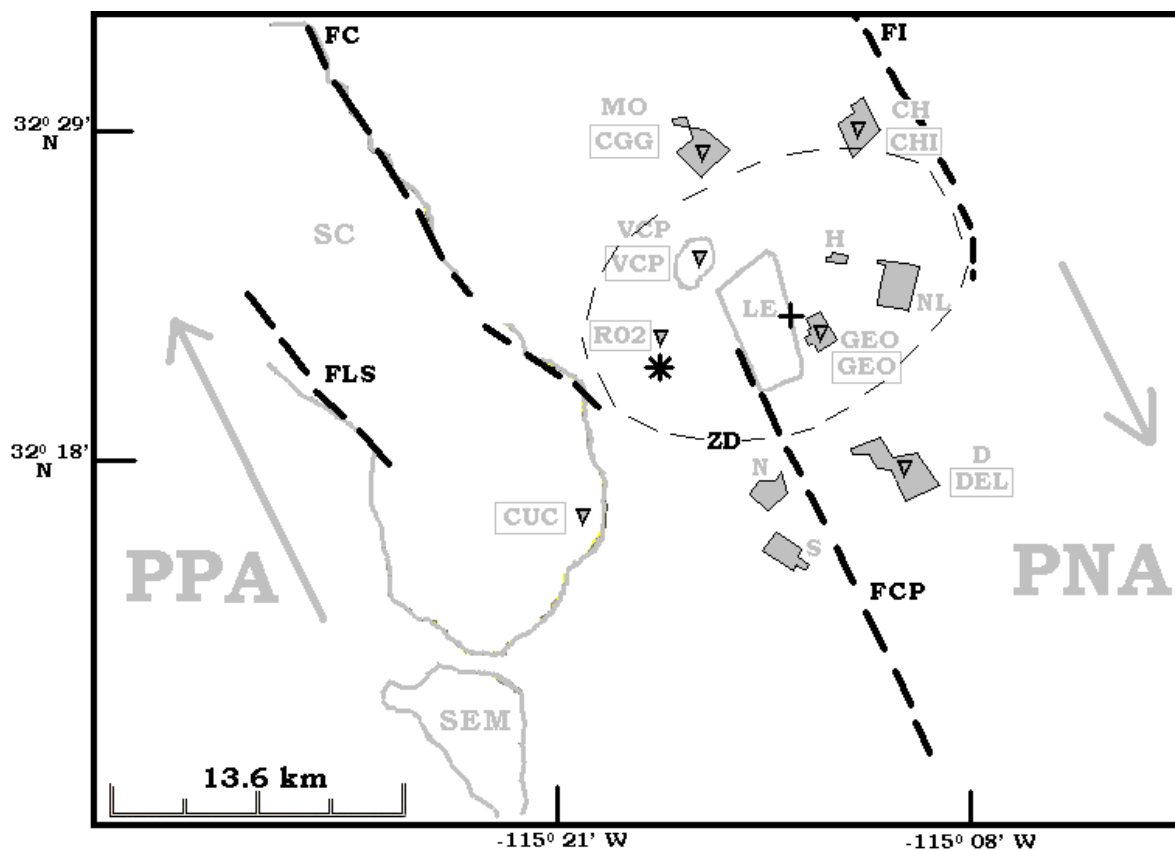 FC
FI
32° 29'
N
MO
CGG
CH
CHI
SC
VCP
VCP
H
NL
LE
R02
GEO
GEO
FLS
ZD
32° 18'
N
N
D
DEL
CUC
S
PPA
PNA
FCP
SEM
13.6 km
-115° 21' W
-115° 08' W